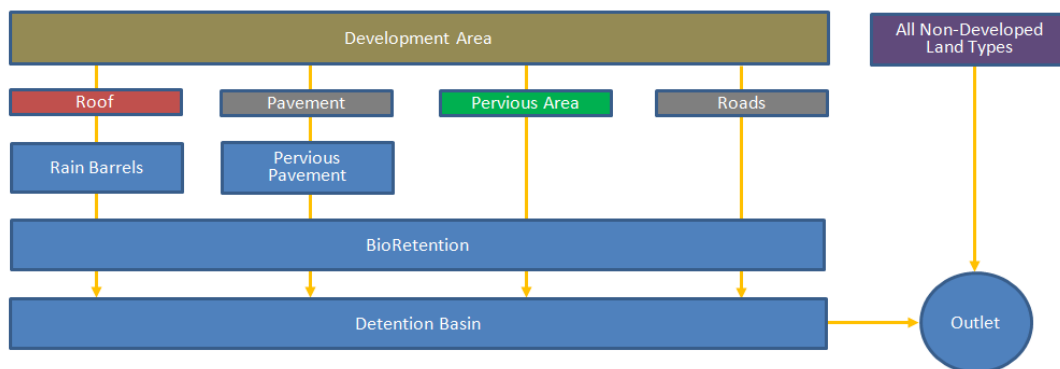 Development Area
All Non-Developed
Land Types
Roof
Pavement
Pervious Area
Roads
Rain Barrels
Pervious
Pavement
BioRetention
Detention Basin
Outlet